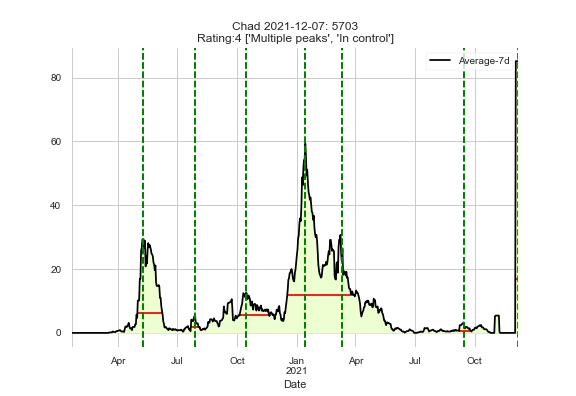 Chad 2021-12-07: 5703
Rating:4 ['Multiple peaks', 'In control']
Average-7d
80
60
40
20
0
Apr
Jul
Oct
Jan
2021
Apr
Jul
Oct
Date